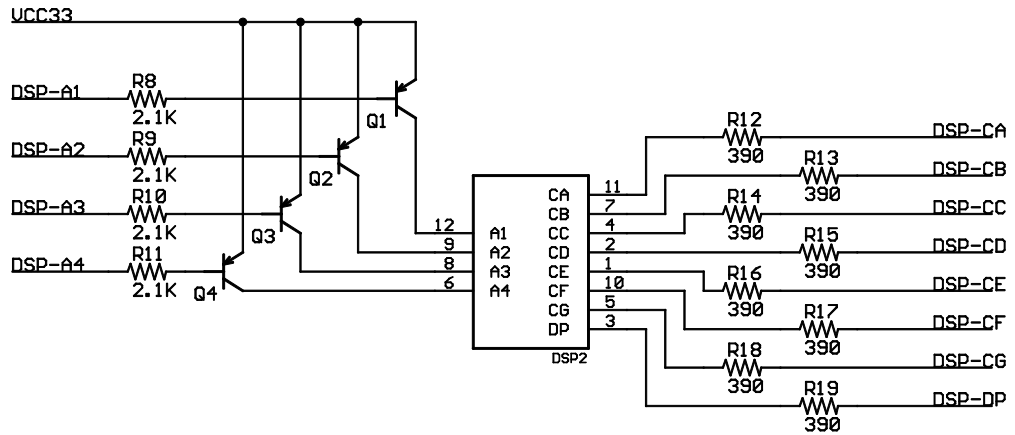 VCC33
DSP-A1
R8
2.1K
Q1
DSP-A2
R9
2.1K
Q2
DSP-A3
R10
2.1K
Q3
DSP-A4
R11
2.1K
Q4
12 A1
9 A2
8 A3
6 A4
CA 11
CB 7
CC 4
CD 2
CE 1
CF 10
CG 5
DP 3
DSP2
R12
390
DSP-CA
R13
390
DSP-CB
R14
390
DSP-CC
R15
390
DSP-CD
R16
390
DSP-CE
R17
390
DSP-CF
R18
390
DSP-CG
R19
390
DSP-DP